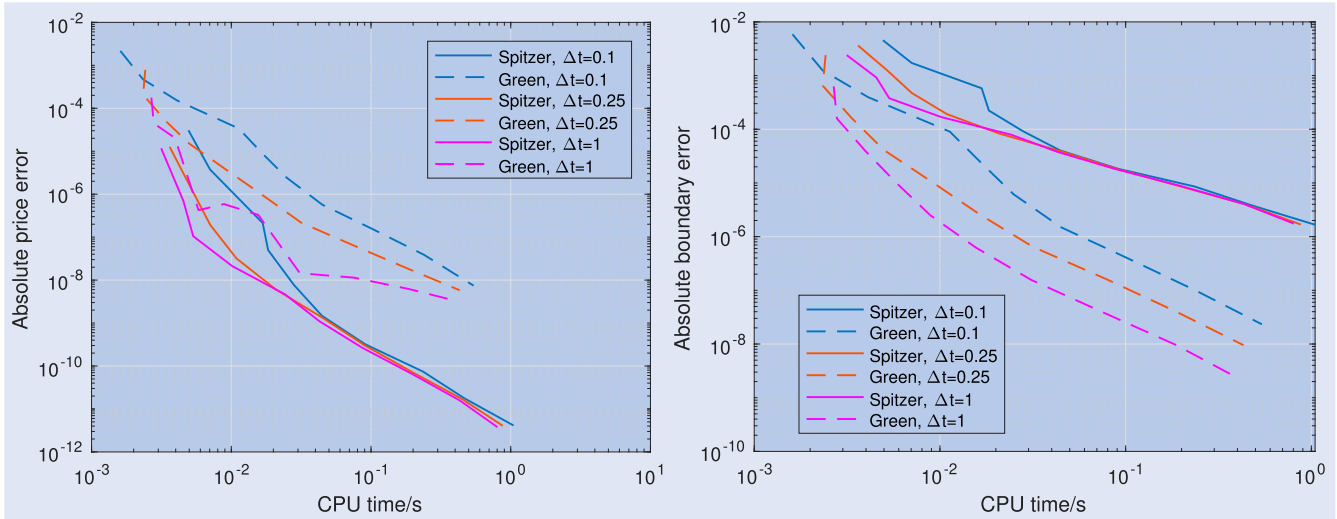 10^-2
10^-4
10^-6
10^-8
10^-10
10^-12
Absolute price error
Spitzer, Δt=0.1
Green, Δt=0.1
Spitzer, Δt=0.25
Green, Δt=0.25
Spitzer, Δt=1
Green, Δt=1
10^-3
10^-2
10^-1
10^0
10^1
CPU time/s
10^-2
10^-4
10^-6
10^-8
10^-10
Absolute boundary error
Spitzer, Δt=0.1
Green, Δt=0.1
Spitzer, Δt=0.25
Green, Δt=0.25
Spitzer, Δt=1
Green, Δt=1
10^-3
10^-2
10^-1
10^0
CPU time/s